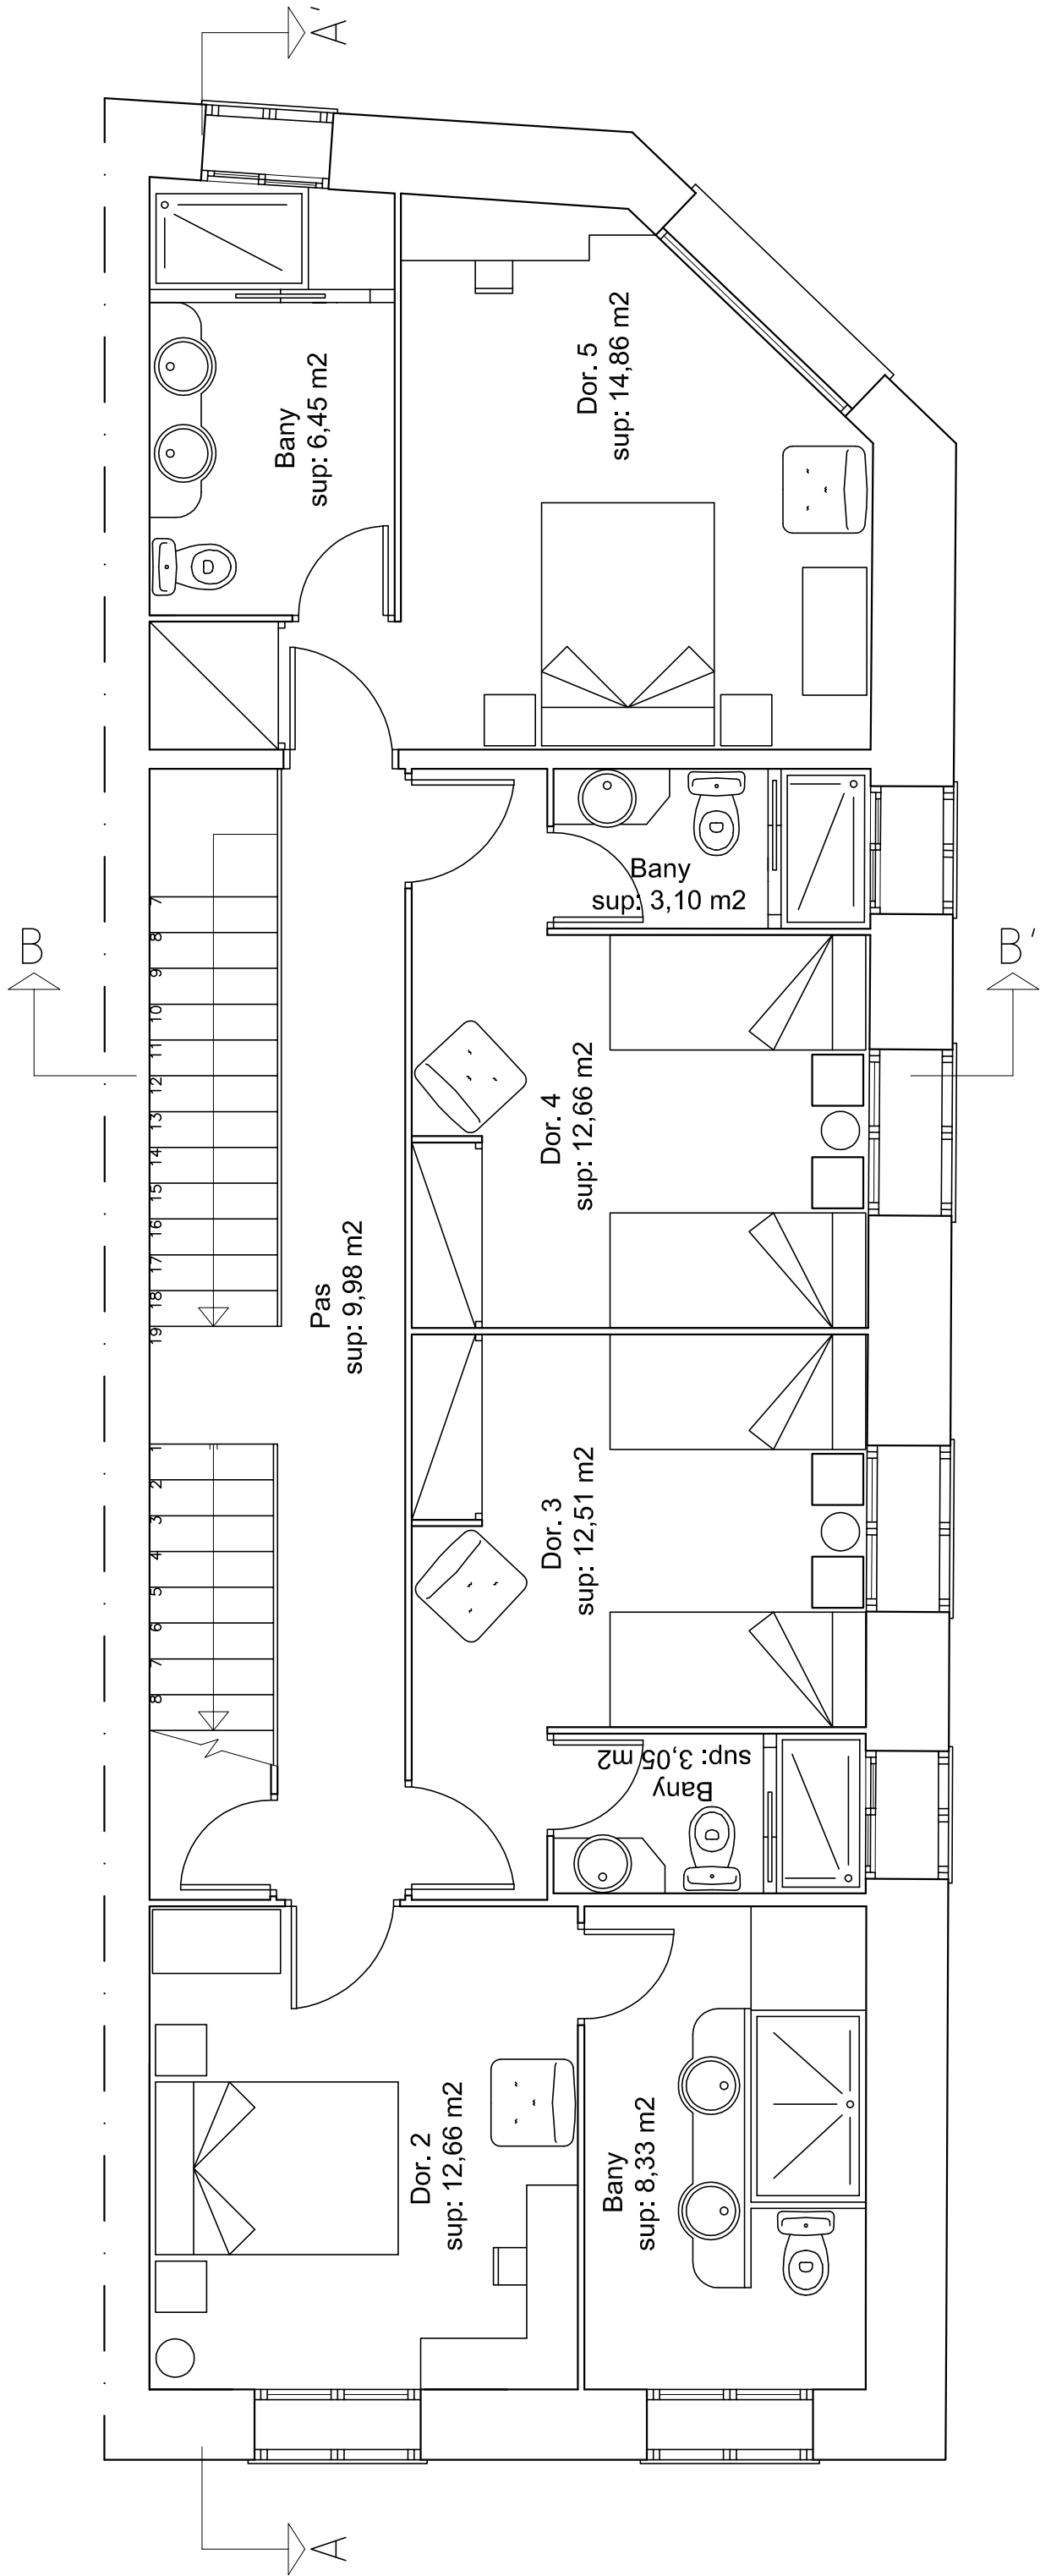 A'
Bany
sup: 6,45 m2
Dor. 5
sup: 14,86 m2
Bany
sup: 3,10 m2
7
8
9
10
11
12
13
14
15
16
17
18
19
B
B'
Dor. 4
sup: 12,66 m2
Pas
sup: 9,98 m2
1
2
3
4
5
6
7
8
Dor. 3
sup: 12,51 m2
Bany
sup: 3,05 m2
Dor. 2
sup: 12,66 m2
Bany
sup: 8,33 m2
A